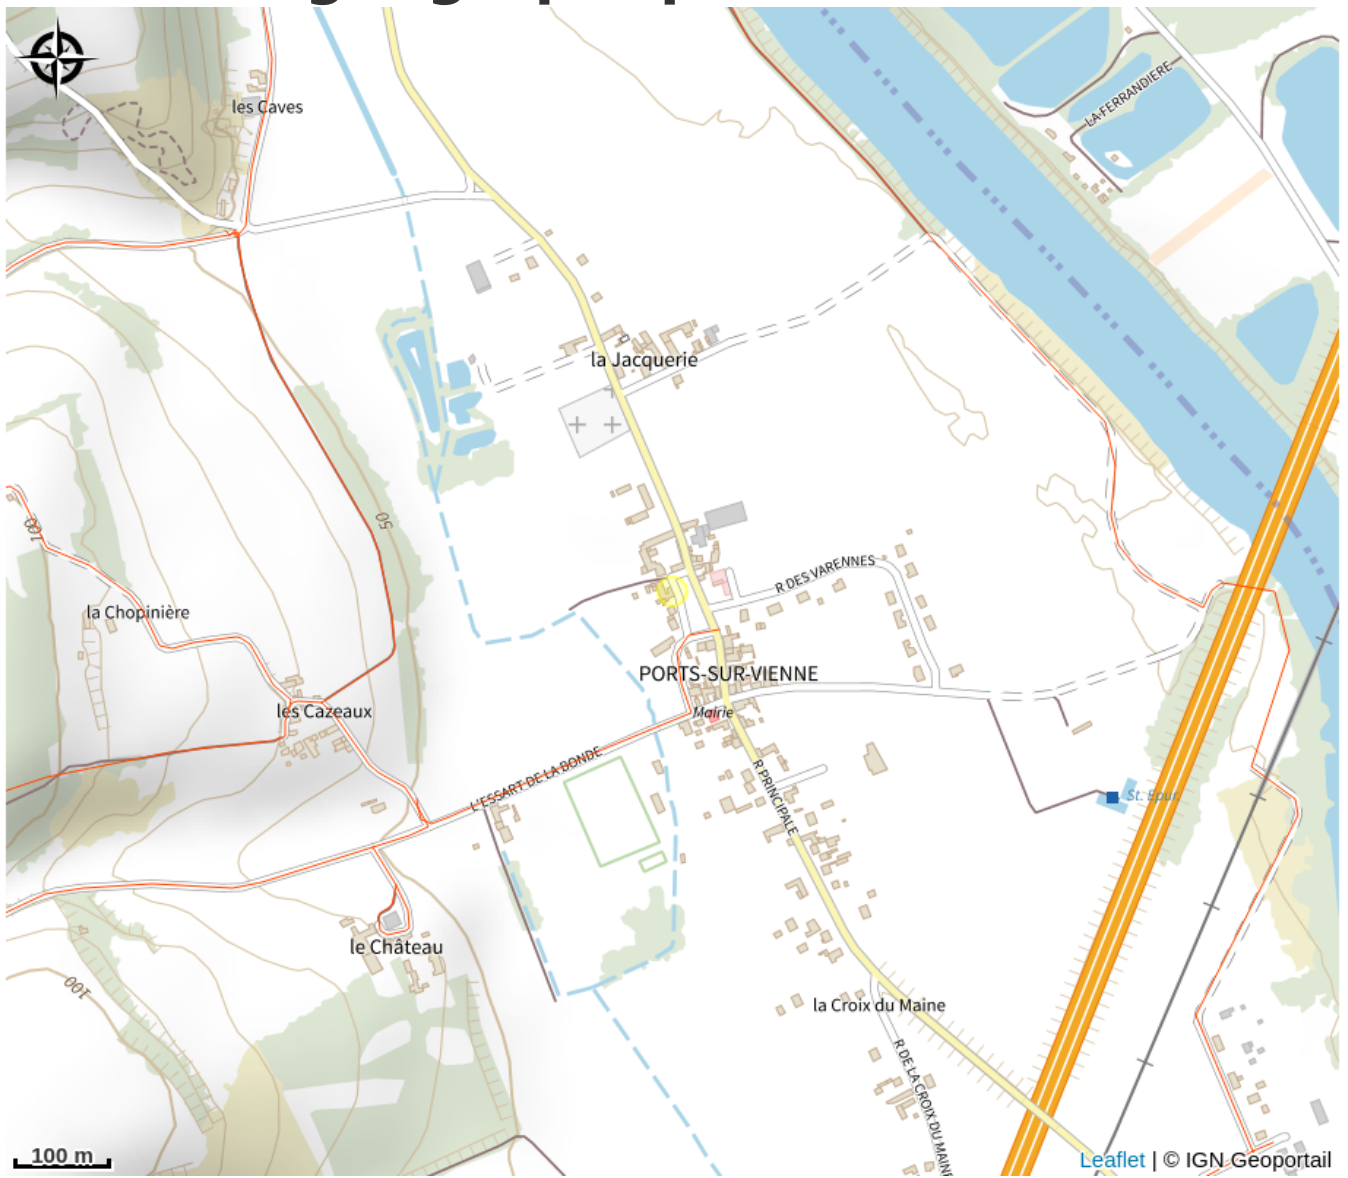 les Caves
LA FERRANDIERE
la Jacquerie
50
100
R DES VARENNES
la Chopinière
PORTS-SUR-VIENNE
les Cazeaux
Mairie
L'ESSART DE LA BONDE
R PRINCIPALE
St. Epur.
le Château
100
la Croix du Maine
R DE LA CROIX DU MAINE
100 m
Leaflet | © IGN Geoportail